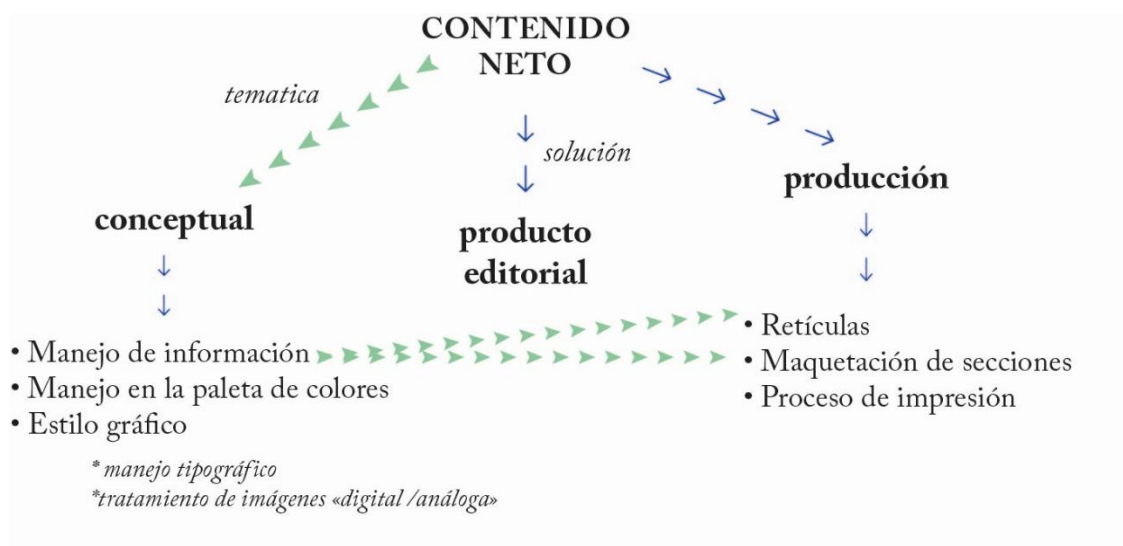 CONTENIDO
NETO
tematica
solución
producción
conceptual
producto
editorial
• Manejo de información
• Manejo en la paleta de colores
• Estilo gráfico
* manejo tipográfico
*tratamiento de imágenes «digital /análoga»
• Retículas
• Maquetación de secciones
• Proceso de impresión